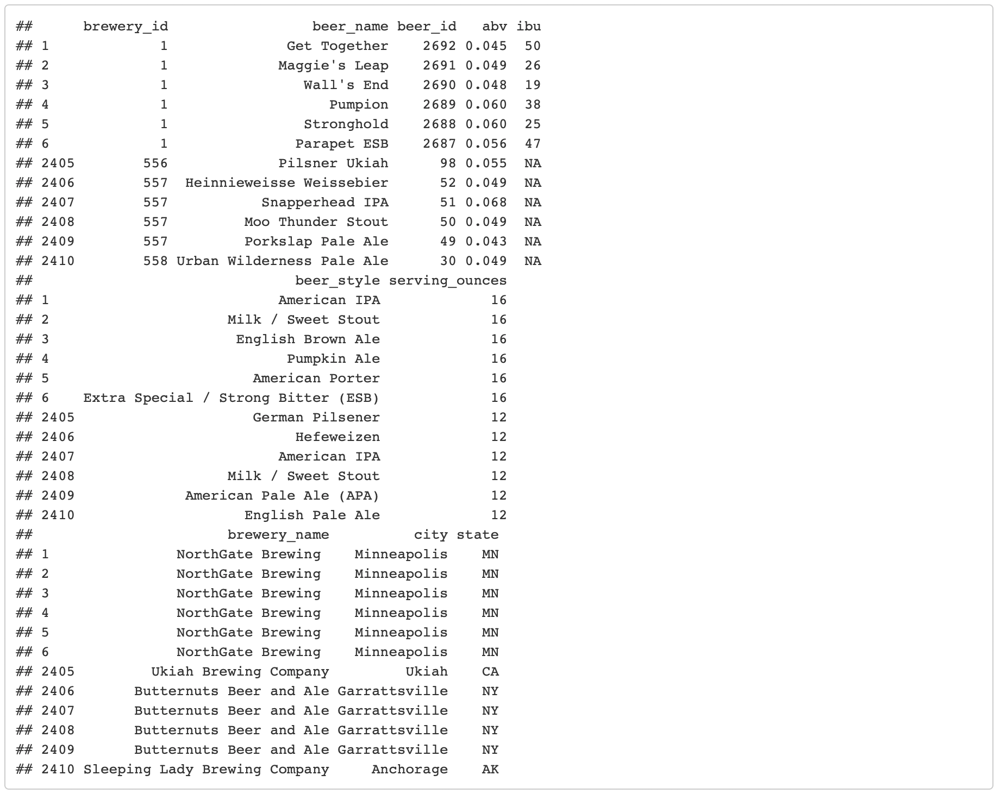 ##      brewery_id                 beer_name beer_id   abv ibu
## 1             1              Get Together    2692 0.045  50
## 2             1             Maggie's Leap    2691 0.049  26
## 3             1                Wall's End    2690 0.048  19
## 4             1                   Pumpion    2689 0.060  38
## 5             1                Stronghold    2688 0.060  25
## 6             1               Parapet ESB    2687 0.056  47
## 2405        556             Pilsner Ukiah      98 0.055  NA
## 2406        557  Heinnieweisse Weissebier      52 0.049  NA
## 2407        557           Snapperhead IPA      51 0.068  NA
## 2408        557         Moo Thunder Stout      50 0.049  NA
## 2409        557         Porkslap Pale Ale      49 0.043  NA
## 2410        558 Urban Wilderness Pale Ale      30 0.049  NA
##                               beer_style serving_ounces
## 1                           American IPA             16
## 2                     Milk / Sweet Stout             16
## 3                      English Brown Ale             16
## 4                            Pumpkin Ale             16
## 5                        American Porter             16
## 6    Extra Special / Strong Bitter (ESB)             16
## 2405                     German Pilsener             12
## 2406                          Hefeweizen             12
## 2407                        American IPA             12
## 2408                  Milk / Sweet Stout             12
## 2409             American Pale Ale (APA)             12
## 2410                    English Pale Ale             12
##                       brewery_name          city state
## 1               NorthGate Brewing    Minneapolis    MN
## 2               NorthGate Brewing    Minneapolis    MN
## 3               NorthGate Brewing    Minneapolis    MN
## 4               NorthGate Brewing    Minneapolis    MN
## 5               NorthGate Brewing    Minneapolis    MN
## 6               NorthGate Brewing    Minneapolis    MN
## 2405         Ukiah Brewing Company         Ukiah    CA
## 2406       Butternuts Beer and Ale Garrattsville    NY
## 2407       Butternuts Beer and Ale Garrattsville    NY
## 2408       Butternuts Beer and Ale Garrattsville    NY
## 2409       Butternuts Beer and Ale Garrattsville    NY
## 2410 Sleeping Lady Brewing Company     Anchorage    AK